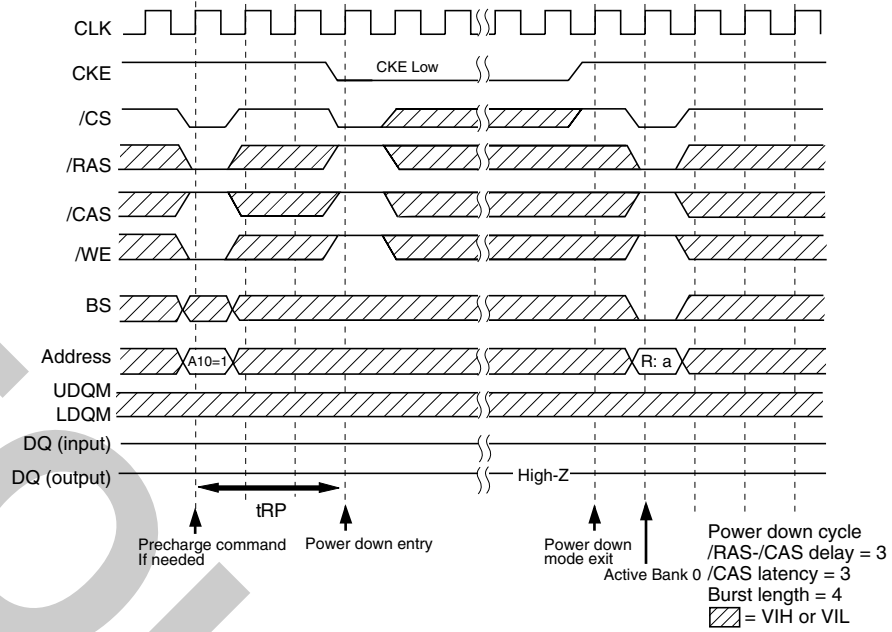 CLK
CKE
CKE Low
/CS
/RAS
/CAS
/WE
BS
Address
A10=1
R: a
UDQM
LDQM
DQ (input)
DQ (output)
High-Z
tRP
Precharge command
If needed
Power down entry
Power down
mode exit
Active Bank 0
Power down cycle
/RAS-/CAS delay = 3
/CAS latency = 3
Burst length = 4
= VIH or VIL